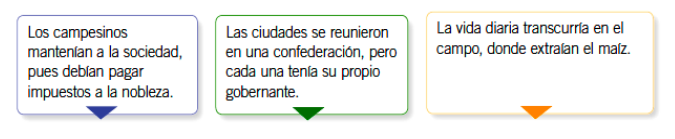 Los campesinos
mantenían a la sociedad,
pues debían pagar
impuestos a la nobleza.
Las ciudades se reunieron
en una confederación, pero
cada una tenía su propio
gobernante.
La vida diaria transcurría en el
campo, donde extraían el maíz.